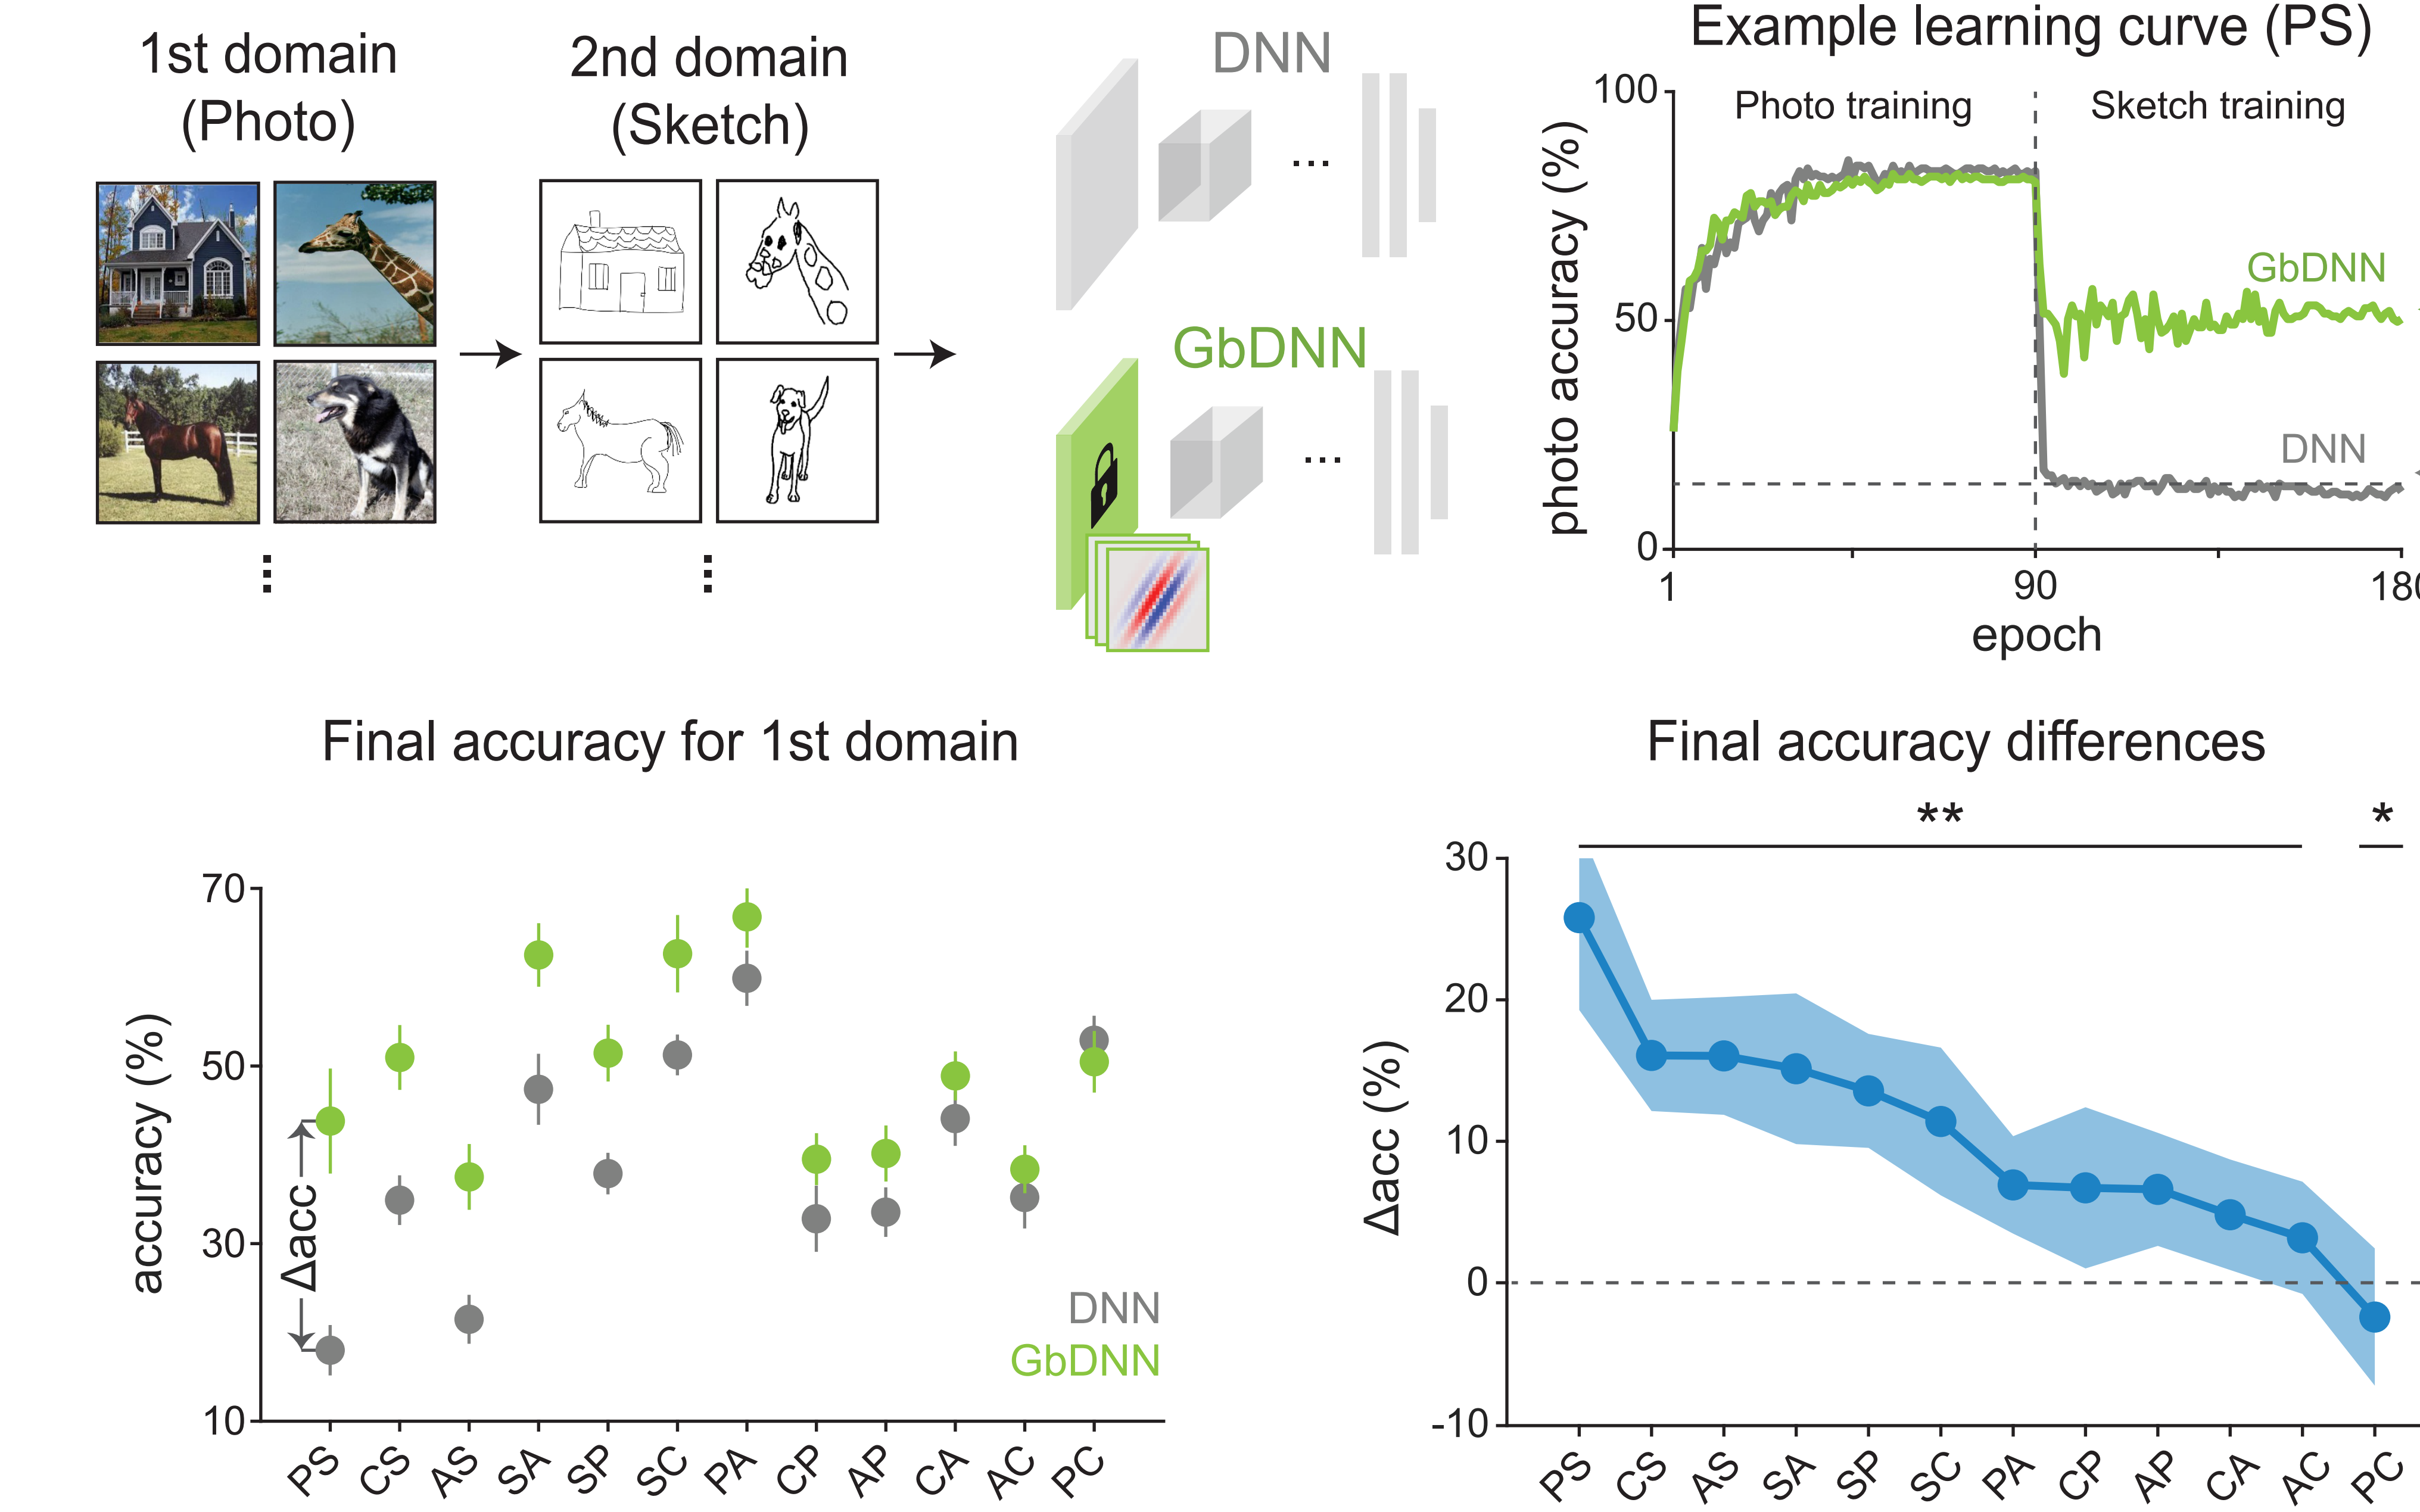 1st domain
(Photo)
2nd domain
(Sketch)
DNN
GbDNN
Example learning curve (PS)
Photo training
Sketch training
photo accuracy (%)
100
50
0
GbDNN
DNN
1
90
180
epoch
Final accuracy for 1st domain
accuracy (%)
70
50
30
10
Δacc
DNN
GbDNN
PS
CS
AS
SA
SP
SC
PA
CP
AP
CA
AC
PC
Final accuracy differences
**
*
Δacc (%)
30
20
10
0
-10
PS
CS
AS
SA
SP
SC
PA
CP
AP
CA
AC
PC